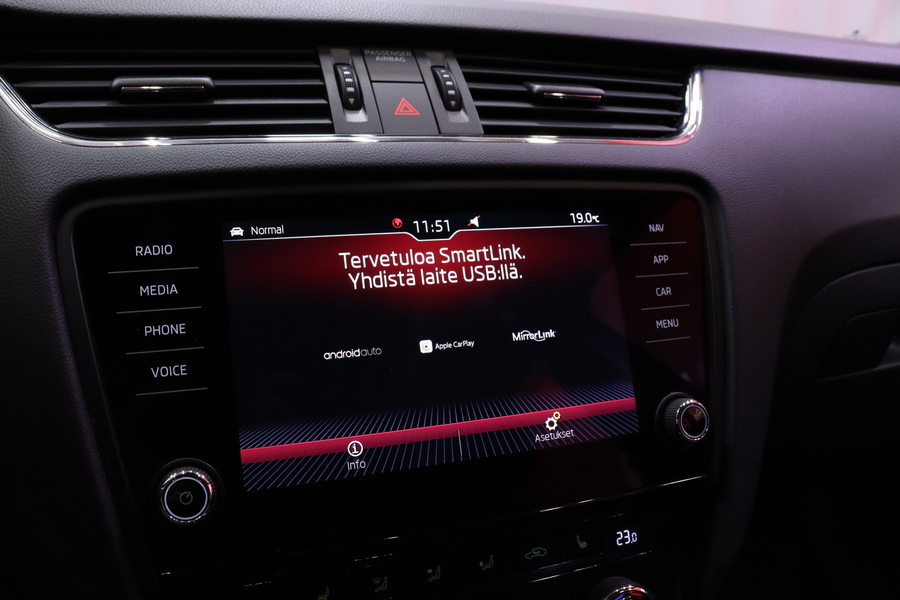 PASSENGER
AIRBAG
Normal
11:51
19.0°C
Tervetuloa SmartLink.
Yhdistä laite USB:llä.
RADIO
MEDIA
PHONE
VOICE
NAV
APP
CAR
MENU
androidauto
Apple CarPlay
MirrorLink
Info
Asetukset
23.0